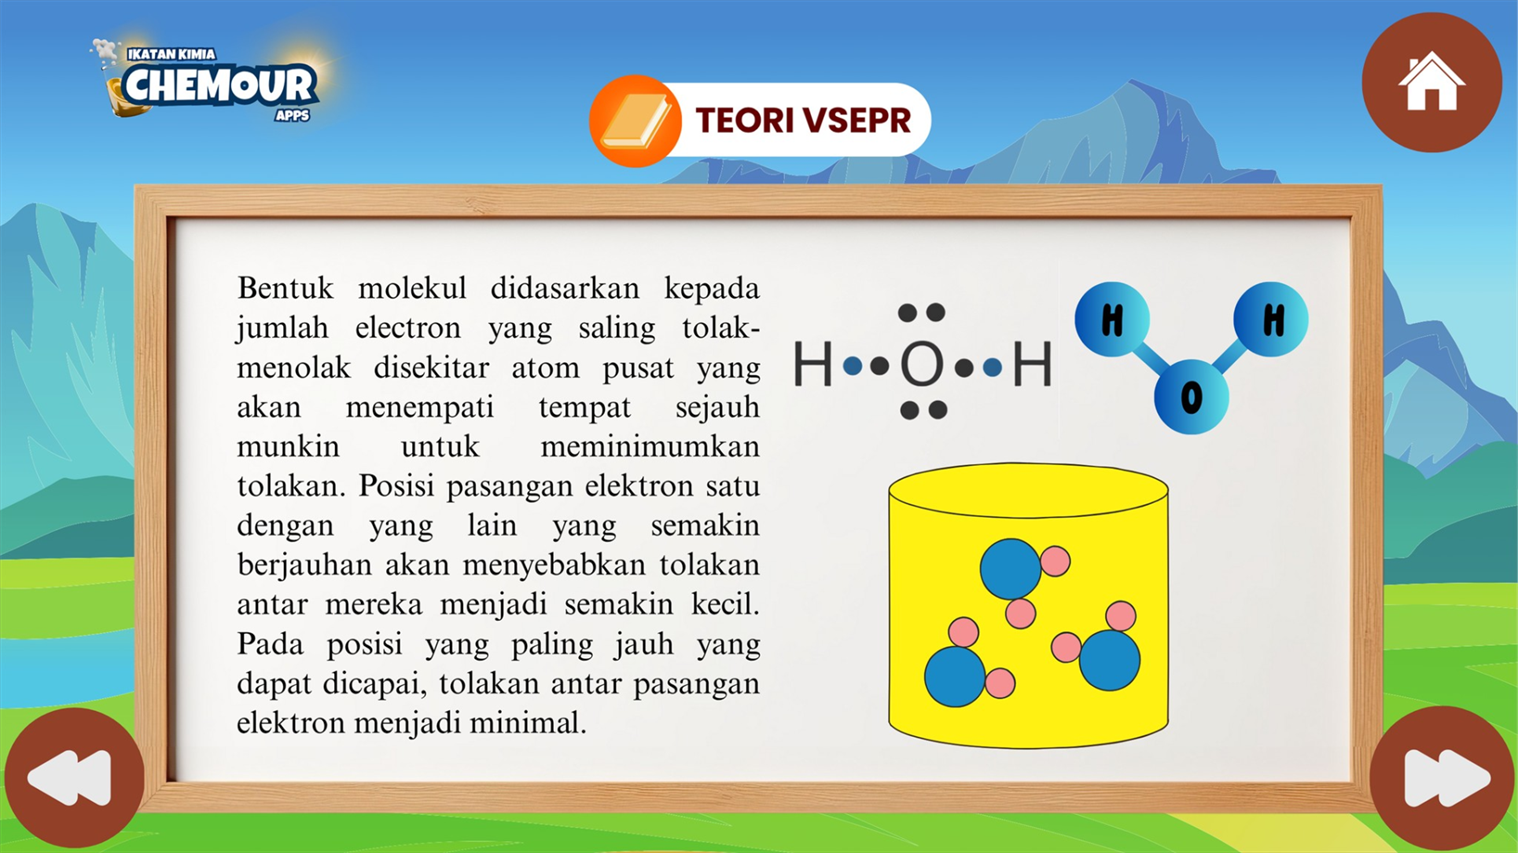 IKATAN KIMIA
CHEMOUR
APPS
TEORI VSEPR
Bentuk molekul didasarkan kepada
jumlah electron yang saling tolak-
menolak disekitar atom pusat yang
akan menempati tempat sejauh
munkin untuk meminimumkan
tolakan. Posisi pasangan elektron satu
dengan yang lain yang semakin
berjauhan akan menyebabkan tolakan
antar mereka menjadi semakin kecil.
Pada posisi yang paling jauh yang
dapat dicapai, tolakan antar pasangan
elektron menjadi minimal.
H O H
H H
O